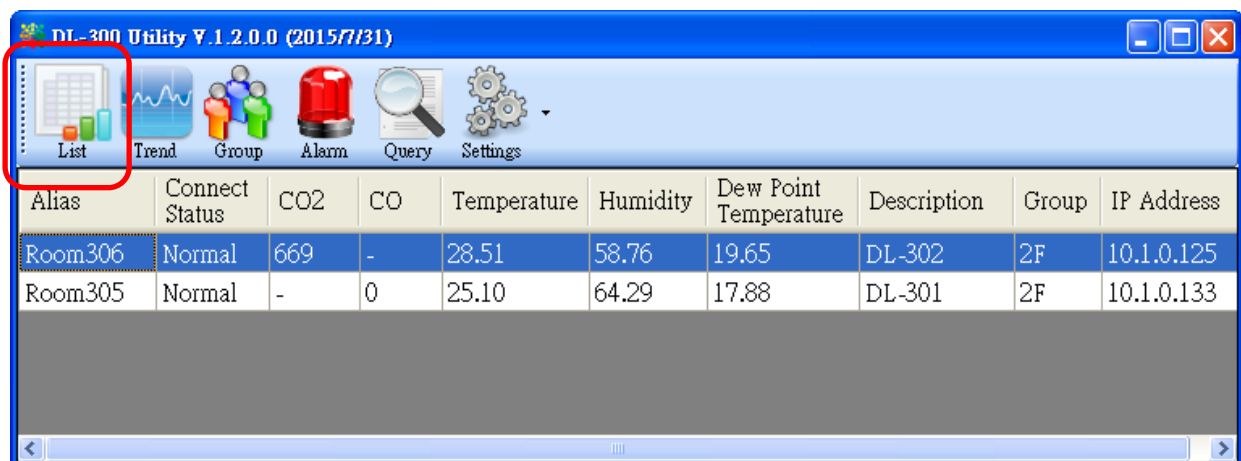 DL-300 Utility V.1.2.0.0 (2015/7/31)
List Trend Group Alarm Query Settings
Alias Connect Status CO2 CO Temperature Humidity Dew Point Temperature Description Group IP Address
Room306 Normal 669 - 28.51 58.76 19.65 DL-302 2F 10.1.0.125
Room305 Normal - 0 25.10 64.29 17.88 DL-301 2F 10.1.0.133